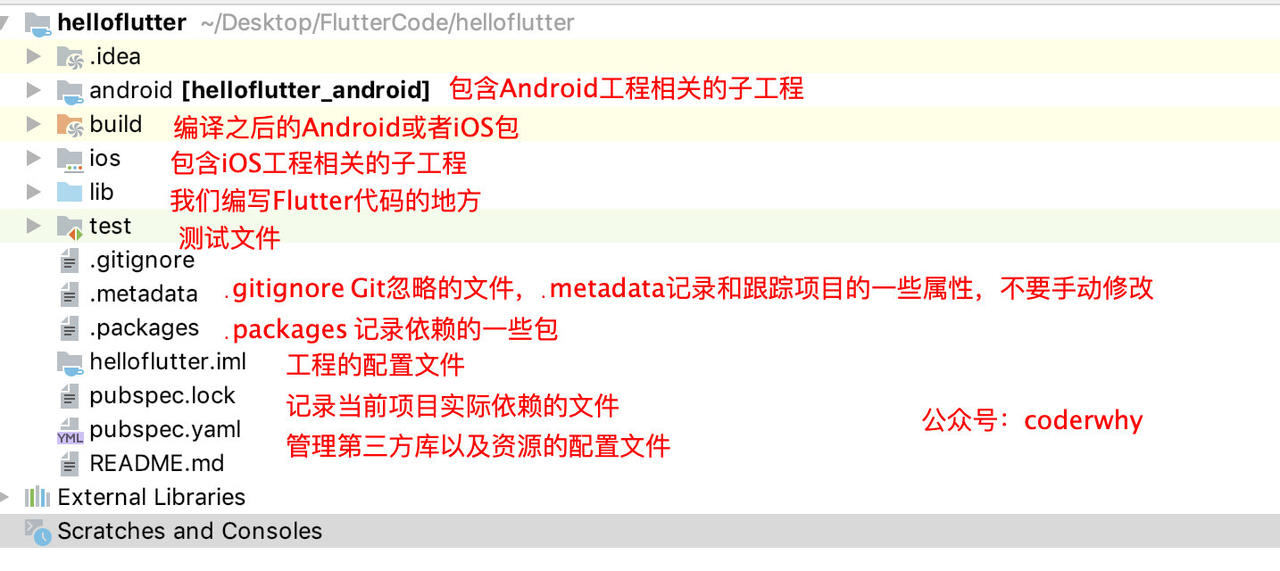 helloflutter ~/Desktop/FlutterCode/helloflutter
.idea
android [helloflutter_android] 包含Android工程相关的子工程
build 编译之后的Android或者iOS包
ios 包含iOS工程相关的子工程
lib 我们编写Flutter代码的地方
test 测试文件
.gitignore
.metadata .gitignore Git忽略的文件，.metadata记录和跟踪项目的一些属性，不要手动修改
.packages .packages 记录依赖的一些包
helloflutter.iml 工程的配置文件
pubspec.lock 记录当前项目实际依赖的文件
公众号：coderwhy
YML pubspec.yaml 管理第三方库以及资源的配置文件
README.md
External Libraries
Scratches and Consoles